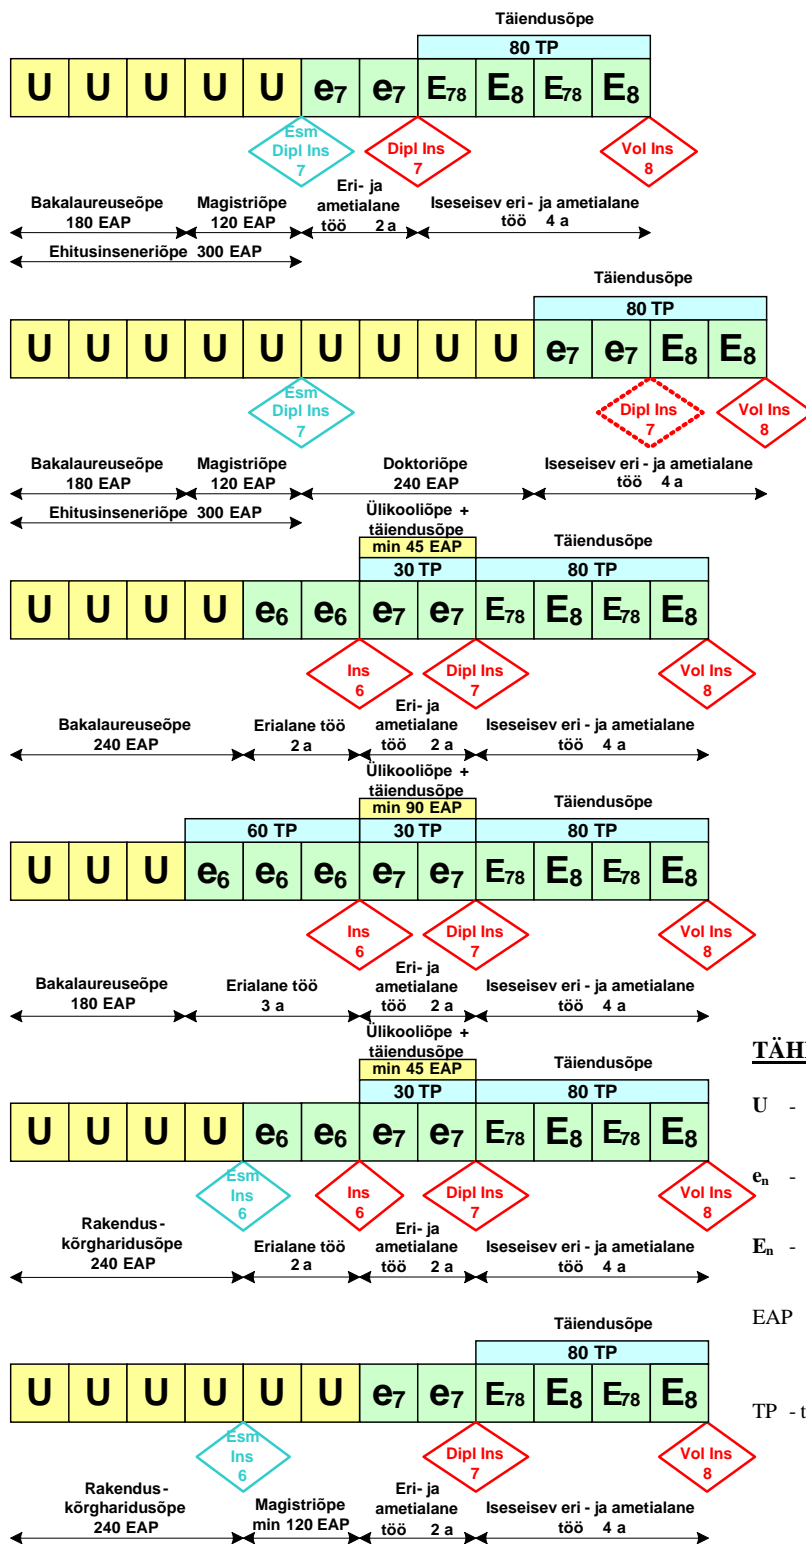 Täiendusõpe
80 TP
U U U U U e7 e7 E78 E8 E78 E8
Esm
Dipl Ins
7
Dipl Ins
7
Vol Ins
8
Bakalaureuseõpe
180 EAP
Magistriõpe
120 EAP
Eri- ja
ametialane
töö 2 a
Iseseisev eri - ja ametialane
töö 4 a
Ehitusinseneriõpe 300 EAP
Täiendusõpe
80 TP
U U U U U U U U U e7 e7 E8 E8
Esm
Dipl Ins
7
Dipl Ins
7
Vol Ins
8
Bakalaureuseõpe
180 EAP
Magistriõpe
120 EAP
Doktoriõpe
240 EAP
Iseseisev eri - ja ametialane
töö 4 a
Ehitusinseneriõpe 300 EAP
Ülikooliõpe +
täiendusõpe
min 45 EAP
30 TP
Täiendusõpe
80 TP
U U U U e6 e6 e7 e7 E78 E8 E78 E8
Ins
6
Dipl Ins
7
Vol Ins
8
Bakalaureuseõpe
240 EAP
Erialane töö
2 a
Eri- ja
ametialane
töö 2 a
Iseseisev eri - ja ametialane
töö 4 a
Ülikooliõpe +
täiendusõpe
min 90 EAP
60 TP
30 TP
Täiendusõpe
80 TP
U U U e6 e6 e6 e7 e7 E78 E8 E78 E8
Ins
6
Dipl Ins
7
Vol Ins
8
Bakalaureuseõpe
180 EAP
Erialane töö
3 a
Eri- ja
ametialane
töö 2 a
Iseseisev eri - ja ametialane
töö 4 a
Ülikooliõpe +
täiendusõpe
min 45 EAP
30 TP
Täiendusõpe
80 TP
U U U U e6 e6 e7 e7 E78 E8 E78 E8
Esm
Ins
6
Ins
6
Dipl Ins
7
Vol Ins
8
Rakendus-
kõrgharidusõpe
240 EAP
Erialane töö
2 a
Eri- ja
ametialane
töö 2 a
Iseseisev eri - ja ametialane
töö 4 a
Täiendusõpe
80 TP
U U U U U U e7 e7 E78 E8 E78 E8
Esm
Ins
6
Dipl Ins
7
Vol Ins
8
Rakendus-
kõrgharidusõpe
240 EAP
Magistriõpe
min 120 EAP
Eri- ja
ametialane
töö 2 a
Iseseisev eri - ja ametialane
töö 4 a
U -
en -
En -
EAP
TP - t